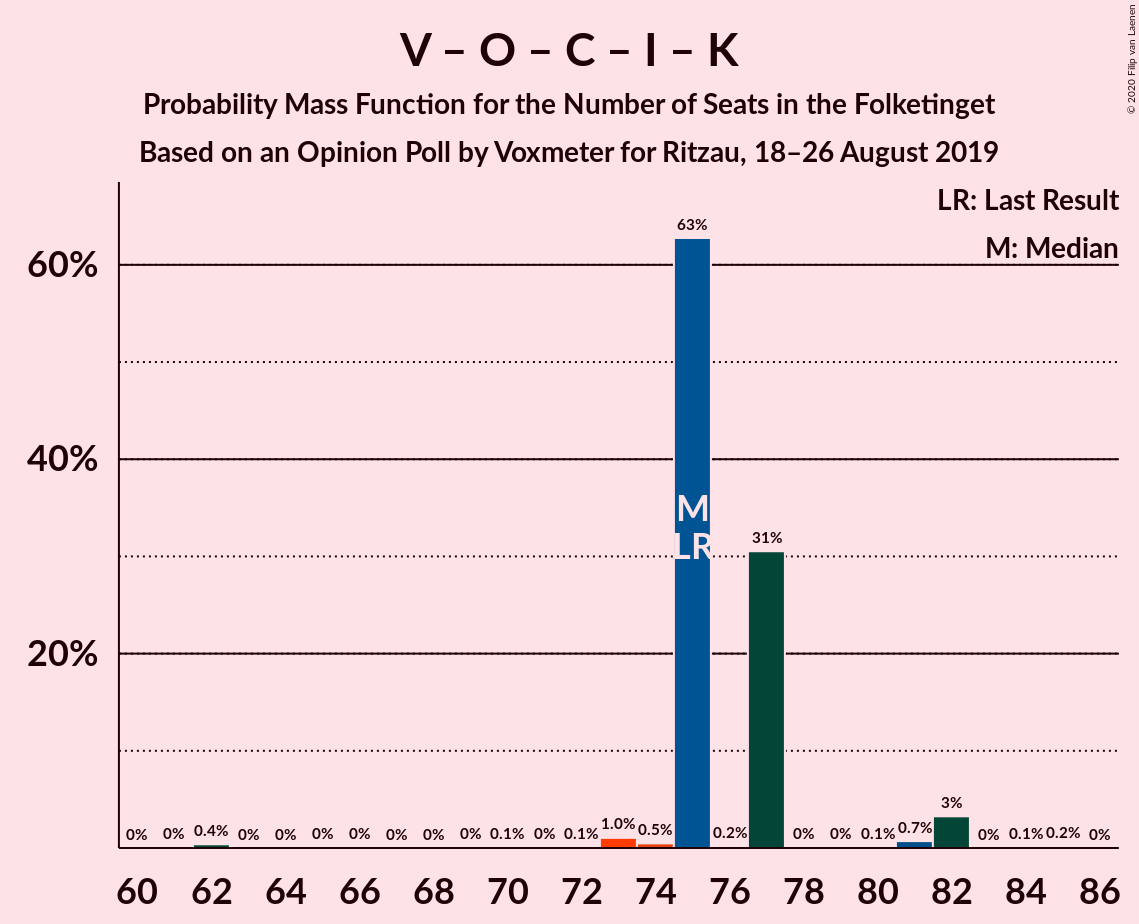 V – O – C – I – K
Probability Mass Function for the Number of Seats in the Folketinget
Based on an Opinion Poll by Voxmeter for Ritzau, 18–26 August 2019
© 2020 Filip van Laenen
LR: Last Result
M: Median
60%
40%
20%
63%
M
LR
31%
0% 0% 0.4% 0% 0% 0% 0% 0% 0% 0% 0.1% 0% 0.1% 1.0% 0.5% 0.2% 0% 0% 0.1% 0.7% 3% 0% 0.1% 0.2% 0%
60 62 64 66 68 70 72 74 76 78 80 82 84 86